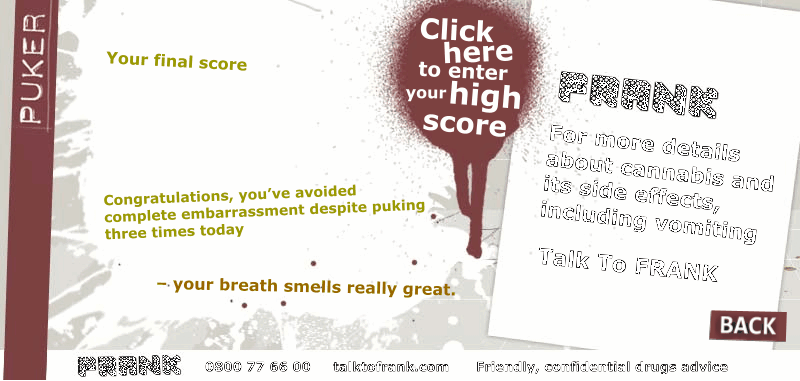 PUKER
Your final score
Click
here
to enter
your high
score
Congratulations, you've avoided
complete embarrassment despite puking
three times today
– your breath smells really great.
FRANK
For more details
about cannabis and
its side effects,
including vomiting
Talk To FRANK
BACK
FRANK 0800 77 66 00 talktofrank.com Friendly, confidential drugs advice